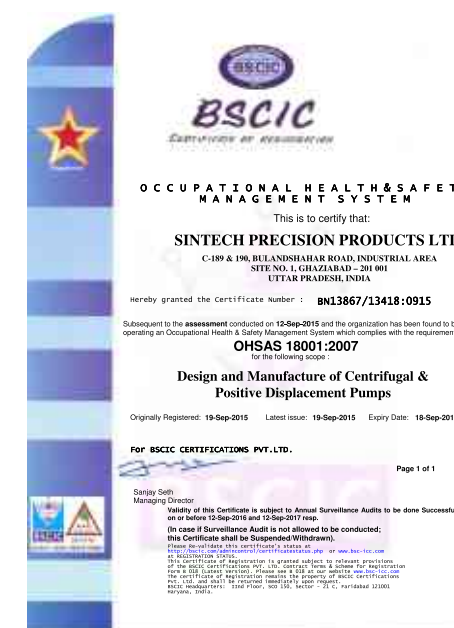 BSCIC
BSCIC
CERTIFICATE OF REGISTRATION
OCCUPATIONAL HEALTH&SAFET
MANAGEMENT SYSTEM
This is to certify that:
SINTECH PRECISION PRODUCTS LT
C-189 & 190, BULANDSHAHAR ROAD, INDUSTRIAL AREA
SITE NO. 1, GHAZIABAD – 201 001
UTTAR PRADESH, INDIA
Hereby granted the Certificate Number : BN13867/13418:0915
Subsequent to the assessment conducted on 12-Sep-2015 and the organization has been found to b
operating an Occupational Health & Safety Management System which complies with the requiremen
OHSAS 18001:2007
for the following scope :
Design and Manufacture of Centrifugal &
Positive Displacement Pumps
Originally Registered: 19-Sep-2015 Latest issue: 19-Sep-2015 Expiry Date: 18-Sep-201
For BSCIC CERTIFICATIONS PVT.LTD.
Page 1 of 1
Sanjay Seth
Managing Director
Validity of this Certificate is subject to Annual Surveillance Audits to be done Successfu
on or before 12-Sep-2016 and 12-Sep-2017 resp.
(In case if Surveillance Audit is not allowed to be conducted;
this Certificate shall be Suspended/Withdrawn).
Please Re-validate this certificate's status at
http://bscic.com/admincontrol/certificatestatus.php or www.bsc-icc.com
at REGISTRATION STATUS.
This Certificate of Registration is granted subject to relevant provisions
of the BSCIC Certifications Pvt. Ltd. Contract Terms & Scheme for Registration
Form B 018 (Latest Version). Please see B 018 at our website www.bsc-icc.com
The certificate of Registration remains the property of BSCIC Certifications
Pvt. Ltd. and shall be returned immediately upon request.
BSCIC Headquarters: IInd Floor, SCO 150, Sector – 21 C, Faridabad 121001
Haryana, India.
BSCIC